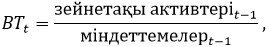 BT_t = зейнетақы активтері_{t−1} / міндеттемелер_{t−1} ,